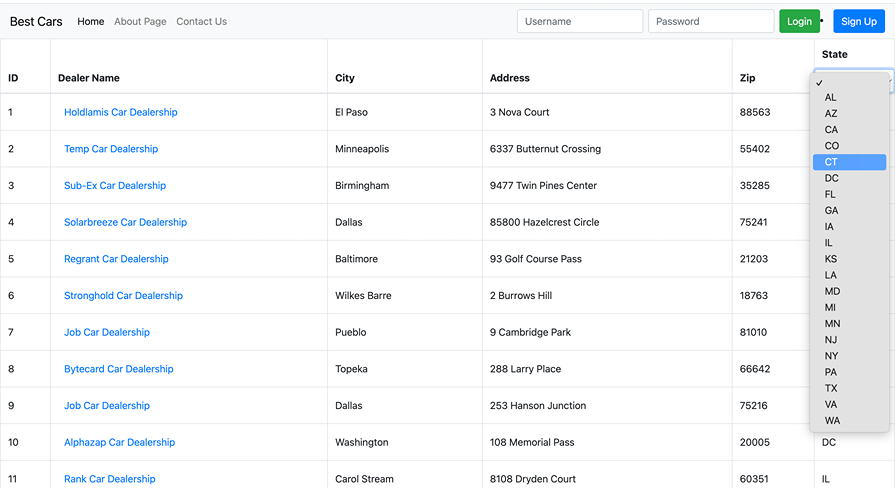 Best Cars Home About Page Contact Us Username Password Login Sign Up
State
ID Dealer Name City Address Zip
✓
1 Holdlamis Car Dealership El Paso 3 Nova Court 88563
2 Temp Car Dealership Minneapolis 6337 Butternut Crossing 55402
3 Sub-Ex Car Dealership Birmingham 9477 Twin Pines Center 35285
4 Solarbreeze Car Dealership Dallas 85800 Hazelcrest Circle 75241
5 Regrant Car Dealership Baltimore 93 Golf Course Pass 21203
6 Stronghold Car Dealership Wilkes Barre 2 Burrows Hill 18763
7 Job Car Dealership Pueblo 9 Cambridge Park 81010
8 Bytecard Car Dealership Topeka 288 Larry Place 66642
9 Job Car Dealership Dallas 253 Hanson Junction 75216
10 Alphazap Car Dealership Washington 108 Memorial Pass 20005 DC
11 Rank Car Dealership Carol Stream 8108 Dryden Court 60351 IL
AL
AZ
CA
CO
CT
DC
FL
GA
IA
IL
KS
LA
MD
MI
MN
NJ
NY
PA
TX
VA
WA